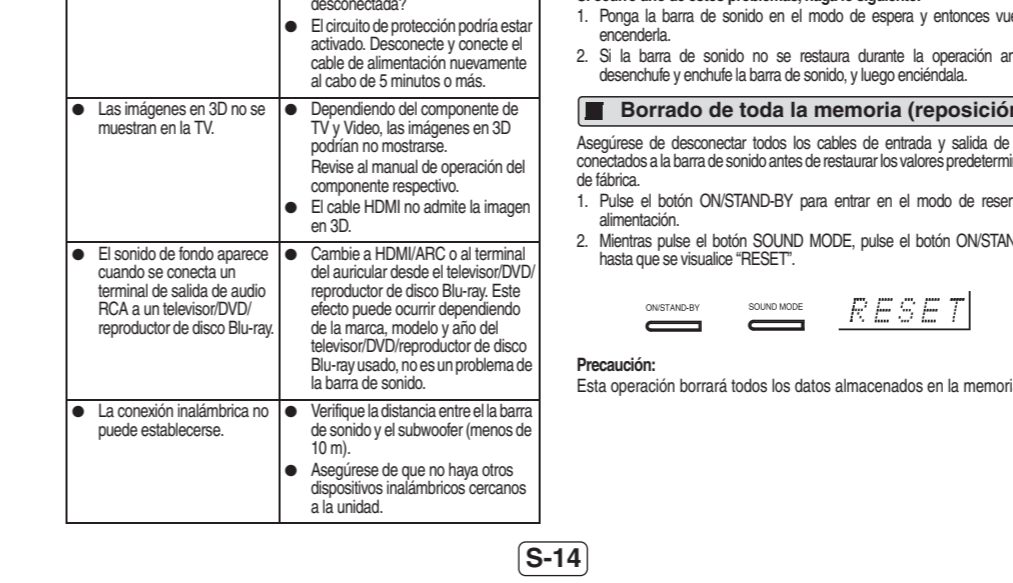 desconectada?
● El circuito de protección podría estar
activado. Desconecte y conecte el
cable de alimentación nuevamente
al cabo de 5 minutos o más.
● Las imágenes en 3D no se
muestran en la TV.
● Dependiendo del componente de
TV y Video, las imágenes en 3D
podrían no mostrarse.
Revise al manual de operación del
componente respectivo.
● El cable HDMI no admite la imagen
en 3D.
● El sonido de fondo aparece
cuando se conecta un
terminal de salida de audio
RCA a un televisor/DVD/
reproductor de disco Blu-ray.
● Cambie a HDMI/ARC o al terminal
del auricular desde el televisor/DVD/
reproductor de disco Blu-ray. Este
efecto puede ocurrir dependiendo
de la marca, modelo y año del
televisor/DVD/reproductor de disco
Blu-ray usado, no es un problema de
la barra de sonido.
● La conexión inalámbrica no
puede establecerse.
● Verifique la distancia entre el la barra
de sonido y el subwoofer (menos de
10 m).
● Asegúrese de que no haya otros
dispositivos inalámbricos cercanos
a la unidad.
1. Ponga la barra de sonido en el modo de espera y entonces vue
encenderla.
2. Si la barra de sonido no se restaura durante la operación an
desenchufe y enchufe la barra de sonido, y luego enciéndala.
■ Borrado de toda la memoria (reposición
Asegúrese de desconectar todos los cables de entrada y salida de
conectados a la barra de sonido antes de restaurar los valores predetermi
de fábrica.
1. Pulse el botón ON/STAND-BY para entrar en el modo de reser
alimentación.
2. Mientras pulse el botón SOUND MODE, pulse el botón ON/STAN
hasta que se visualice “RESET”.
ON/STAND-BY SOUND MODE RESET
Precaución:
Esta operación borrará todos los datos almacenados en la memori
S-14